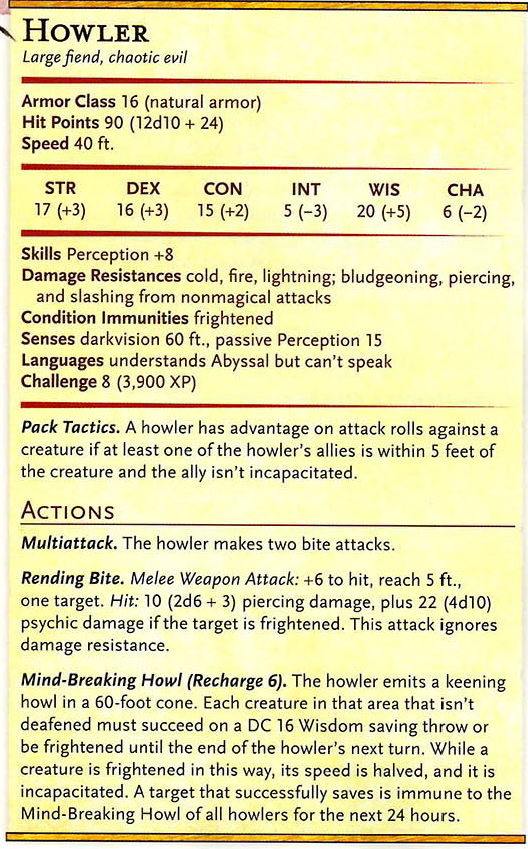 HOWLER
Large fiend, chaotic evil
Armor Class 16 (natural armor)
Hit Points 90 (12d10 + 24)
Speed 40 ft.
STR DEX CON INT WIS CHA
17 (+3) 16 (+3) 15 (+2) 5 (−3) 20 (+5) 6 (−2)
Skills Perception +8
Damage Resistances cold, fire, lightning; bludgeoning, piercing,
and slashing from nonmagical attacks
Condition Immunities frightened
Senses darkvision 60 ft., passive Perception 15
Languages understands Abyssal but can't speak
Challenge 8 (3,900 XP)
Pack Tactics. A howler has advantage on attack rolls against a
creature if at least one of the howler's allies is within 5 feet of
the creature and the ally isn't incapacitated.
ACTIONS
Multiattack. The howler makes two bite attacks.
Rending Bite. Melee Weapon Attack: +6 to hit, reach 5 ft.,
one target. Hit: 10 (2d6 + 3) piercing damage, plus 22 (4d10)
psychic damage if the target is frightened. This attack ignores
damage resistance.
Mind-Breaking Howl (Recharge 6). The howler emits a keening
howl in a 60-foot cone. Each creature in that area that isn't
deafened must succeed on a DC 16 Wisdom saving throw or
be frightened until the end of the howler's next turn. While a
creature is frightened in this way, its speed is halved, and it is
incapacitated. A target that successfully saves is immune to the
Mind-Breaking Howl of all howlers for the next 24 hours.